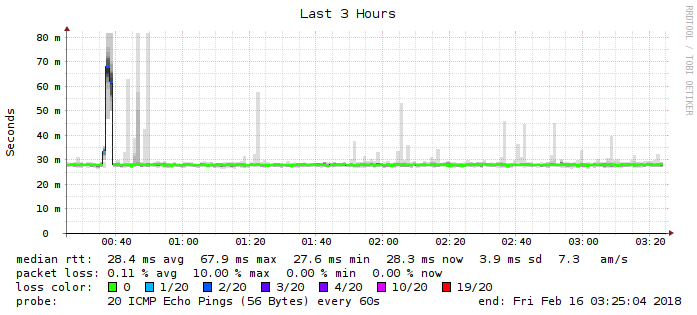 Last 3 Hours
RRDTOOL / TOBI OETIKER
Seconds
80 m
70 m
60 m
50 m
40 m
30 m
20 m
10 m
0
00:40 01:00 01:20 01:40 02:00 02:20 02:40 03:00 03:20
median rtt: 28.4 ms avg 67.9 ms max 27.6 ms min 28.3 ms now 3.9 ms sd 7.3 am/s
packet loss: 0.11 % avg 10.00 % max 0.00 % min 0.00 % now
loss color: 0 1/20 2/20 3/20 4/20 10/20 19/20
probe: 20 ICMP Echo Pings (56 Bytes) every 60s end: Fri Feb 16 03:25:04 2018